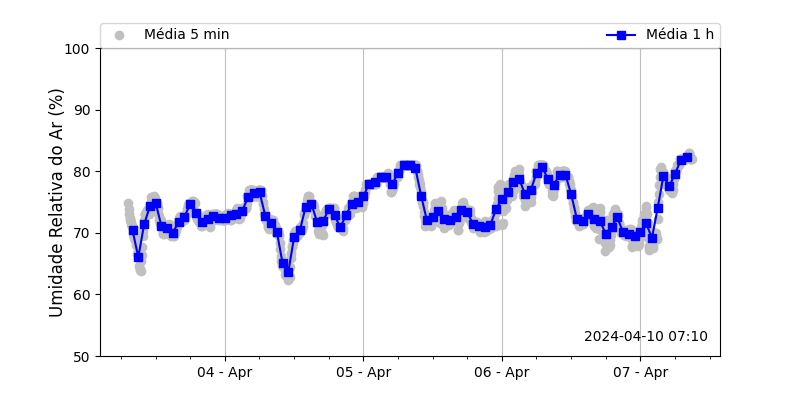 Média 5 min
Média 1 h
Umidade Relativa do Ar (%)
100
90
80
70
60
50
2024-04-10 07:10
04 - Apr
05 - Apr
06 - Apr
07 - Apr